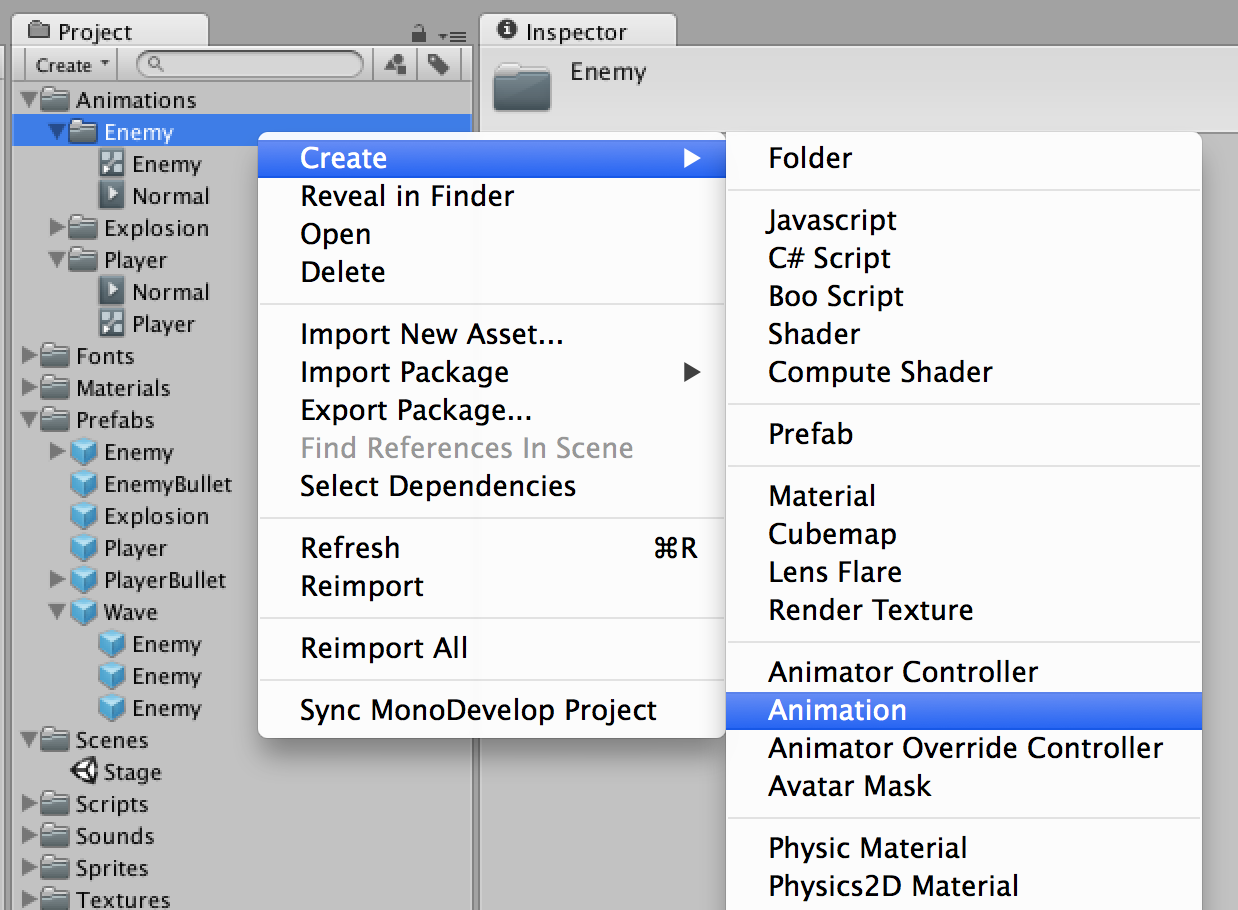 Project
Create
Animations
Enemy
Enemy
Normal
Explosion
Player
Normal
Player
Fonts
Materials
Prefabs
Enemy
EnemyBullet
Explosion
Player
PlayerBullet
Wave
Enemy
Enemy
Enemy
Scenes
Stage
Scripts
Sounds
Sprites
Textures
Inspector
Enemy
Create
Reveal in Finder
Open
Delete
Import New Asset...
Import Package
Export Package...
Find References In Scene
Select Dependencies
Refresh ⌘R
Reimport
Reimport All
Sync MonoDevelop Project
Folder
Javascript
C# Script
Boo Script
Shader
Compute Shader
Prefab
Material
Cubemap
Lens Flare
Render Texture
Animator Controller
Animation
Animator Override Controller
Avatar Mask
Physic Material
Physics2D Material